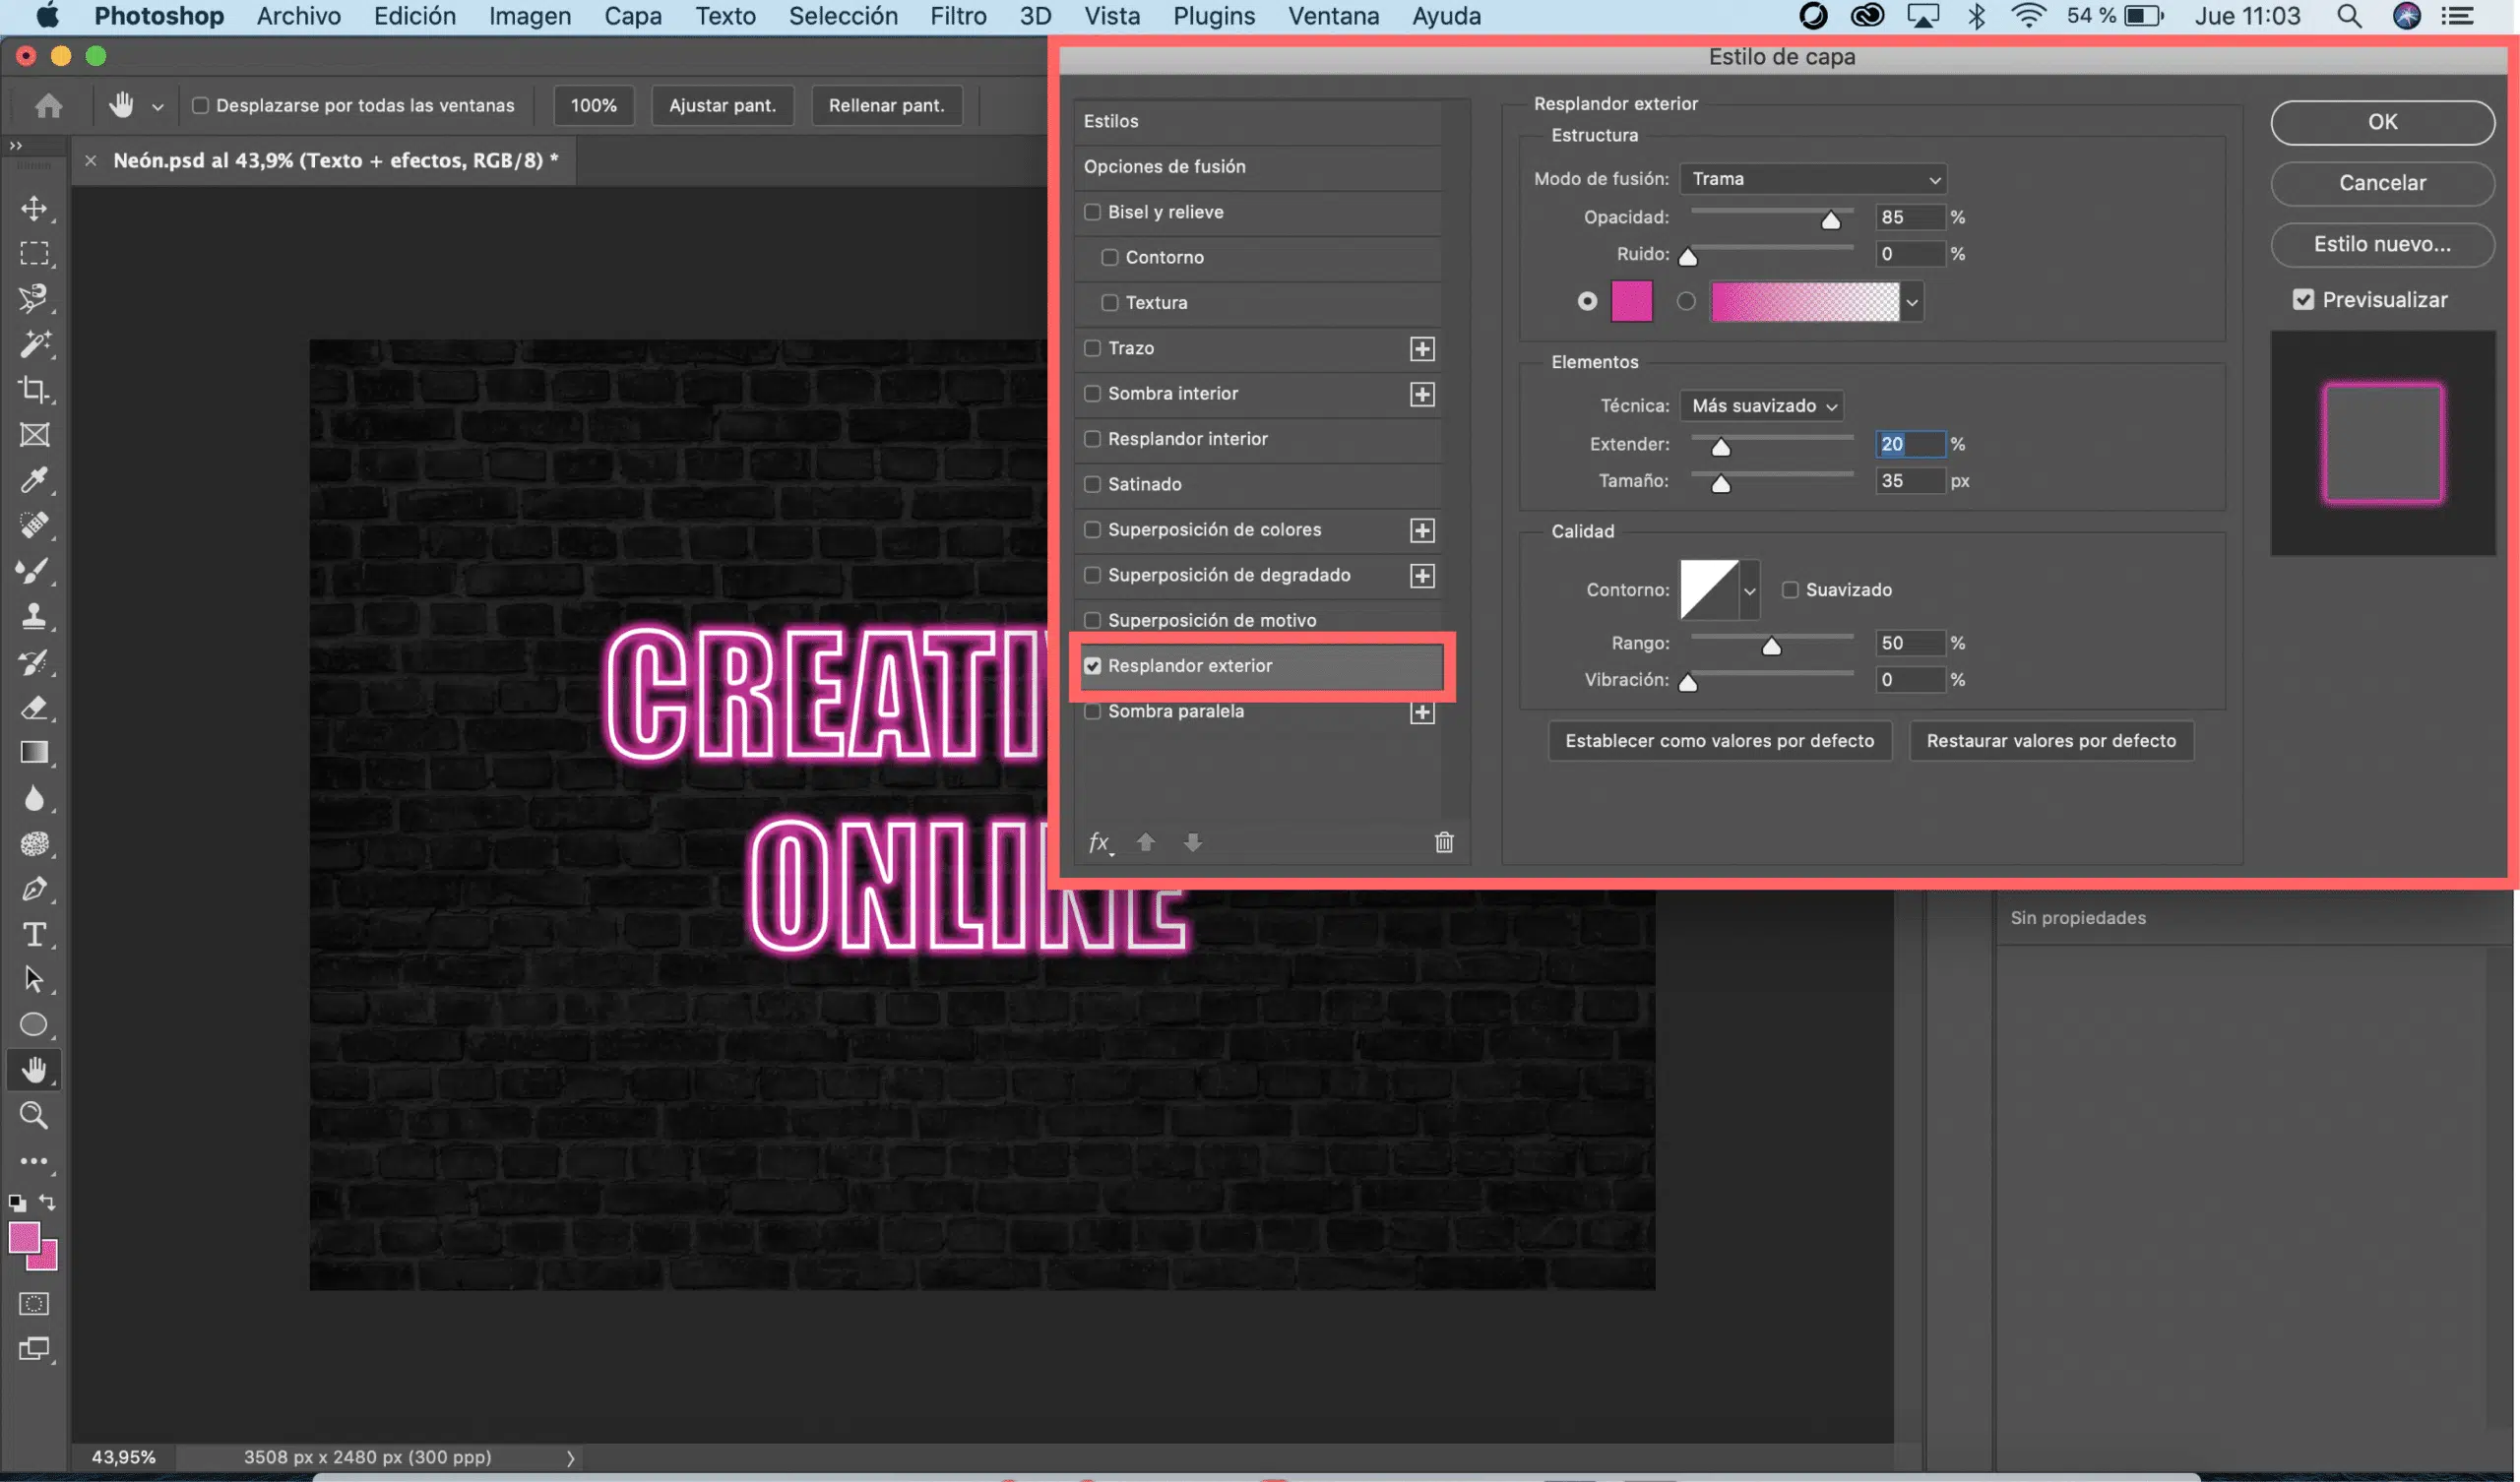 Photoshop Archivo Edición Imagen Capa Texto Selección Filtro 3D Vista Plugins Ventana Ayuda 54 % Jue 11:03
Estilo de capa
Desplazarse por todas las ventanas 100% Ajustar pant. Rellenar pant.
Neón.psd al 43,9% (Texto + efectos, RGB/8) *
Estilos
Opciones de fusión
Bisel y relieve
Contorno
Textura
Trazo
Sombra interior
Resplandor interior
Satinado
Superposición de colores
Superposición de degradado
Superposición de motivo
Resplandor exterior
Sombra paralela
fx
Resplandor exterior
Estructura
Modo de fusión: Trama
Opacidad: 85 %
Ruido: 0 %
Elementos
Técnica: Más suavizado
Extender: 20 %
Tamaño: 35 px
Calidad
Contorno: Suavizado
Rango: 50 %
Vibración: 0 %
Establecer como valores por defecto Restaurar valores por defecto
OK
Cancelar
Estilo nuevo...
Previsualizar
CREATI
ONLINE
Sin propiedades
43,95% 3508 px x 2480 px (300 ppp)